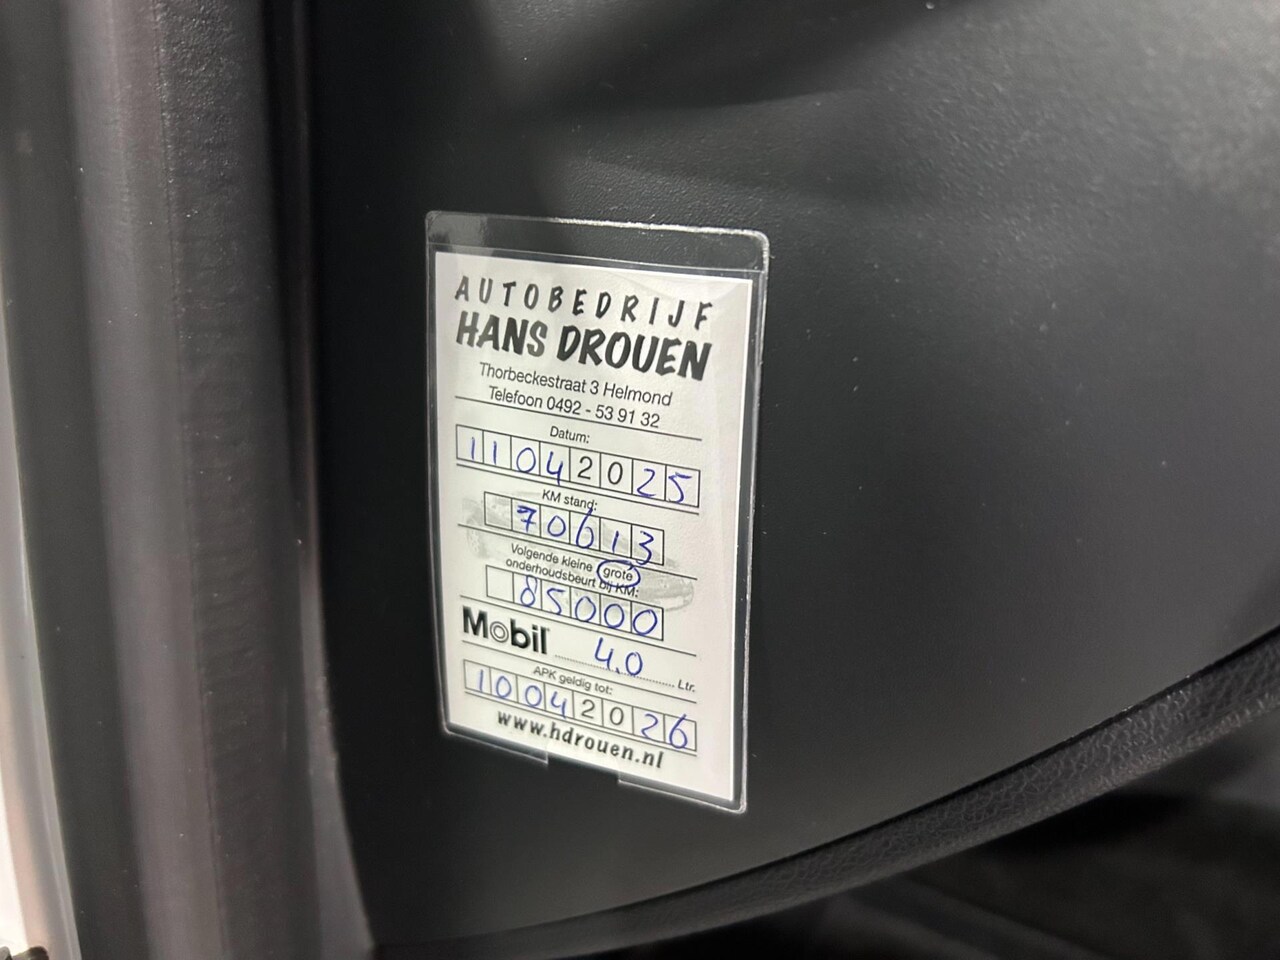 AUTOBEDRIJF
HANS DROUEN
Thorbeckestraat 3 Helmond
Telefoon 0492 - 53 91 32
Datum:
11042025
KM stand:
70613
Volgende kleine grote
onderhoudsbeurt bij KM:
85000
Mobil 4.0 Ltr.
APK geldig tot:
10042026
www.hdrouen.nl